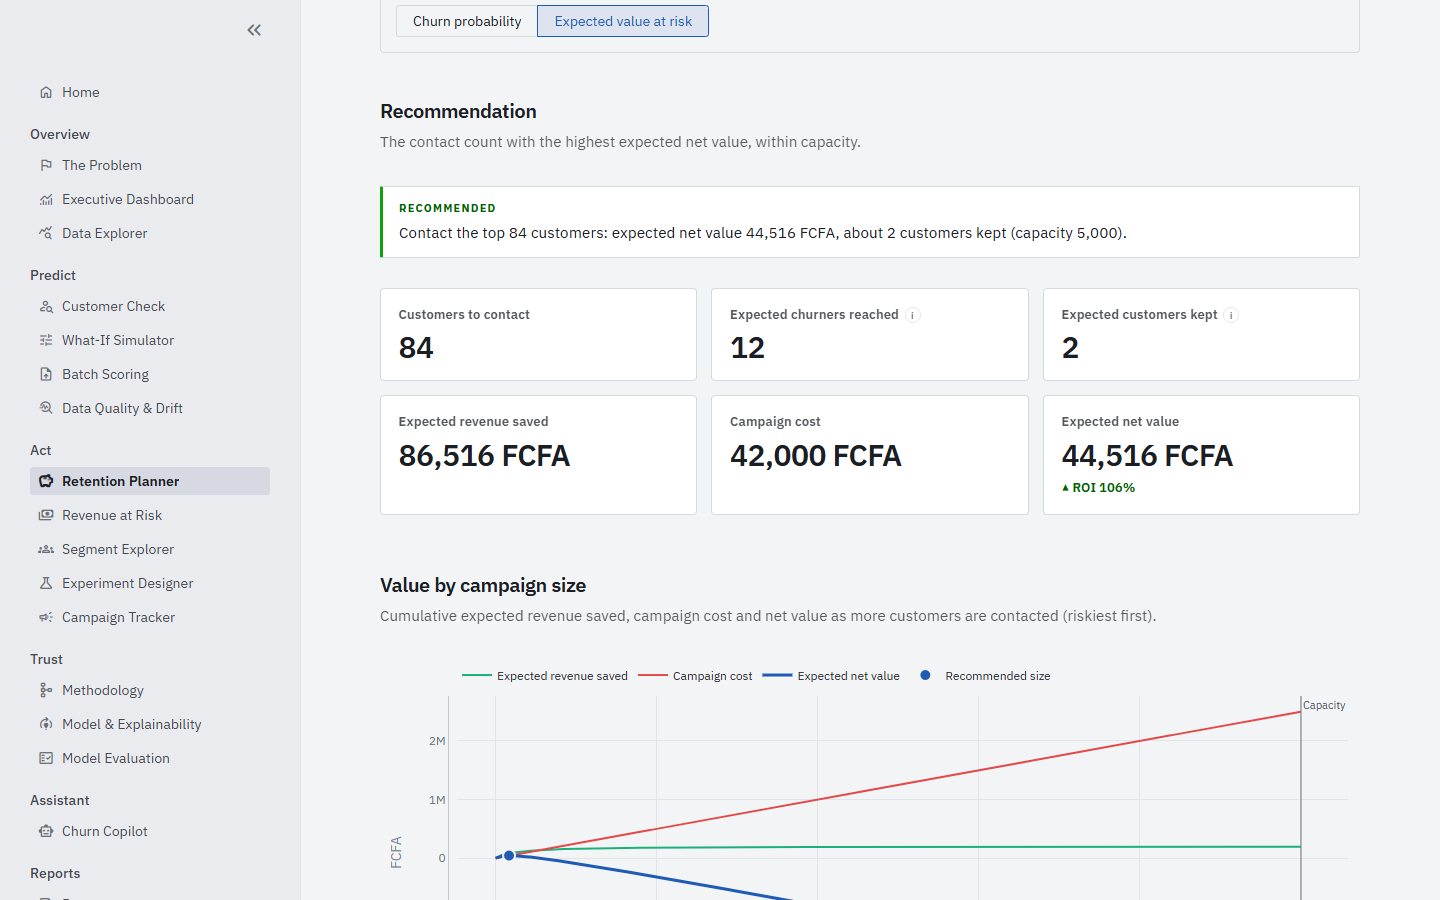 Home
Overview
The Problem
Executive Dashboard
Data Explorer
Predict
Customer Check
What-If Simulator
Batch Scoring
Data Quality & Drift
Act
Retention Planner
Revenue at Risk
Segment Explorer
Experiment Designer
Campaign Tracker
Trust
Methodology
Model & Explainability
Model Evaluation
Assistant
Churn Copilot
Reports
Churn probability
Expected value at risk
Recommendation
The contact count with the highest expected net value, within capacity.
RECOMMENDED
Contact the top 84 customers: expected net value 44,516 FCFA, about 2 customers kept (capacity 5,000).
Customers to contact
84
Expected churners reached i
12
Expected customers kept i
2
Expected revenue saved
86,516 FCFA
Campaign cost
42,000 FCFA
Expected net value
44,516 FCFA
▲ ROI 106%
Value by campaign size
Cumulative expected revenue saved, campaign cost and net value as more customers are contacted (riskiest first).
Expected revenue saved
Campaign cost
Expected net value
Recommended size
Capacity
2M
1M
0
FCFA